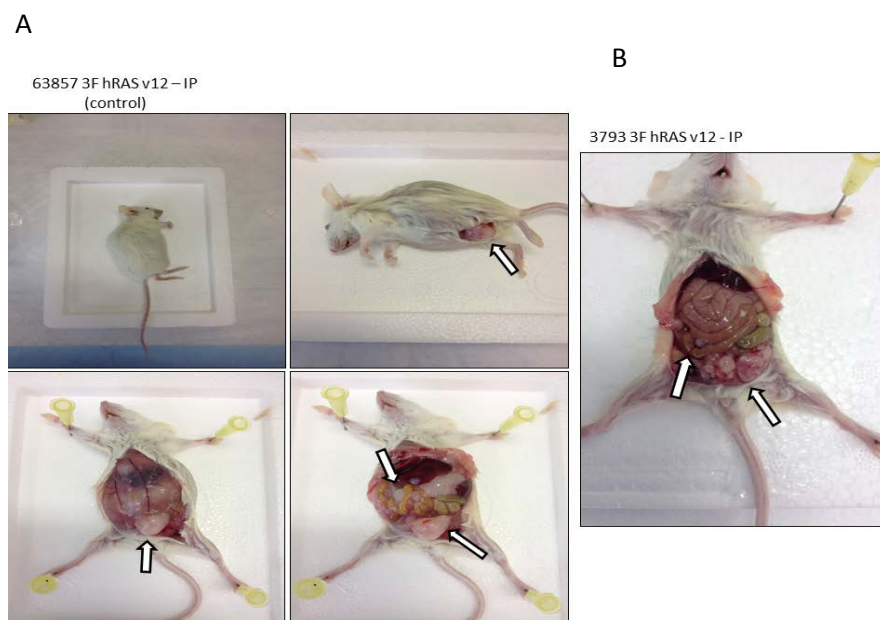 A
63857 3F hRAS v12 – IP
(control)
B
3793 3F hRAS v12 - IP